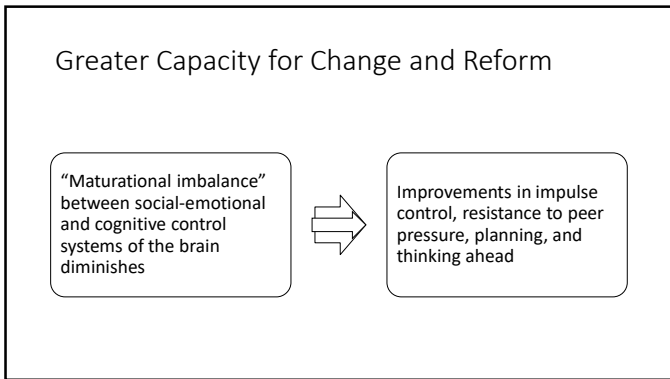 Greater Capacity for Change and Reform
“Maturational imbalance”
between social-emotional
and cognitive control
systems of the brain
diminishes
Improvements in impulse
control, resistance to peer
pressure, planning, and
thinking ahead